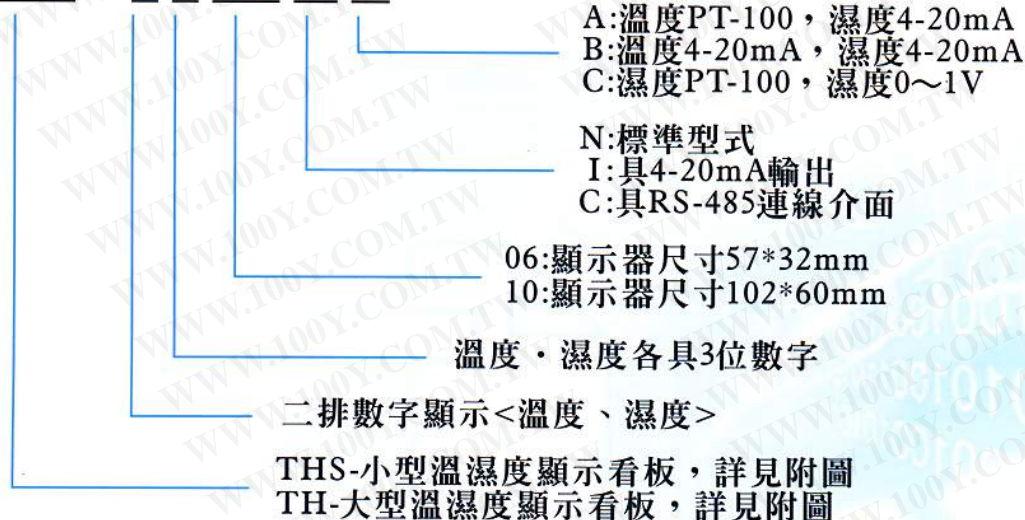 A:溫度PT-100，濕度4-20mA
B:溫度4-20mA，濕度4-20mA
C:濕度PT-100，濕度0～1V
N:標準型式
I:具4-20mA輸出
C:具RS-485連線介面
06:顯示器尺寸57*32mm
10:顯示器尺寸102*60mm
溫度·濕度各具3位數字
二排數字顯示<溫度、濕度>
THS-小型溫濕度顯示看板，詳見附圖
TH-大型溫濕度顯示看板，詳見附圖
WWW.100Y.COM.TW